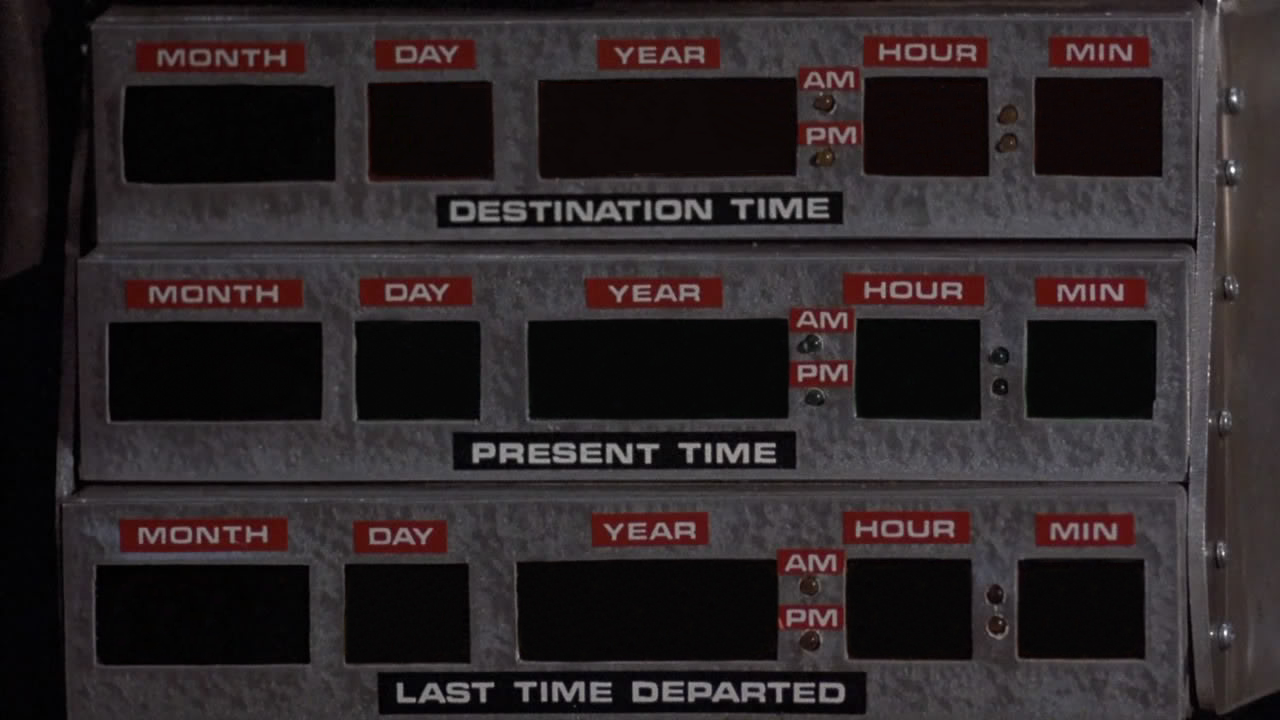 MONTH DAY YEAR HOUR MIN
AM
PM
DESTINATION TIME
MONTH DAY YEAR HOUR MIN
AM
PM
PRESENT TIME
MONTH DAY YEAR HOUR MIN
AM
PM
LAST TIME DEPARTED